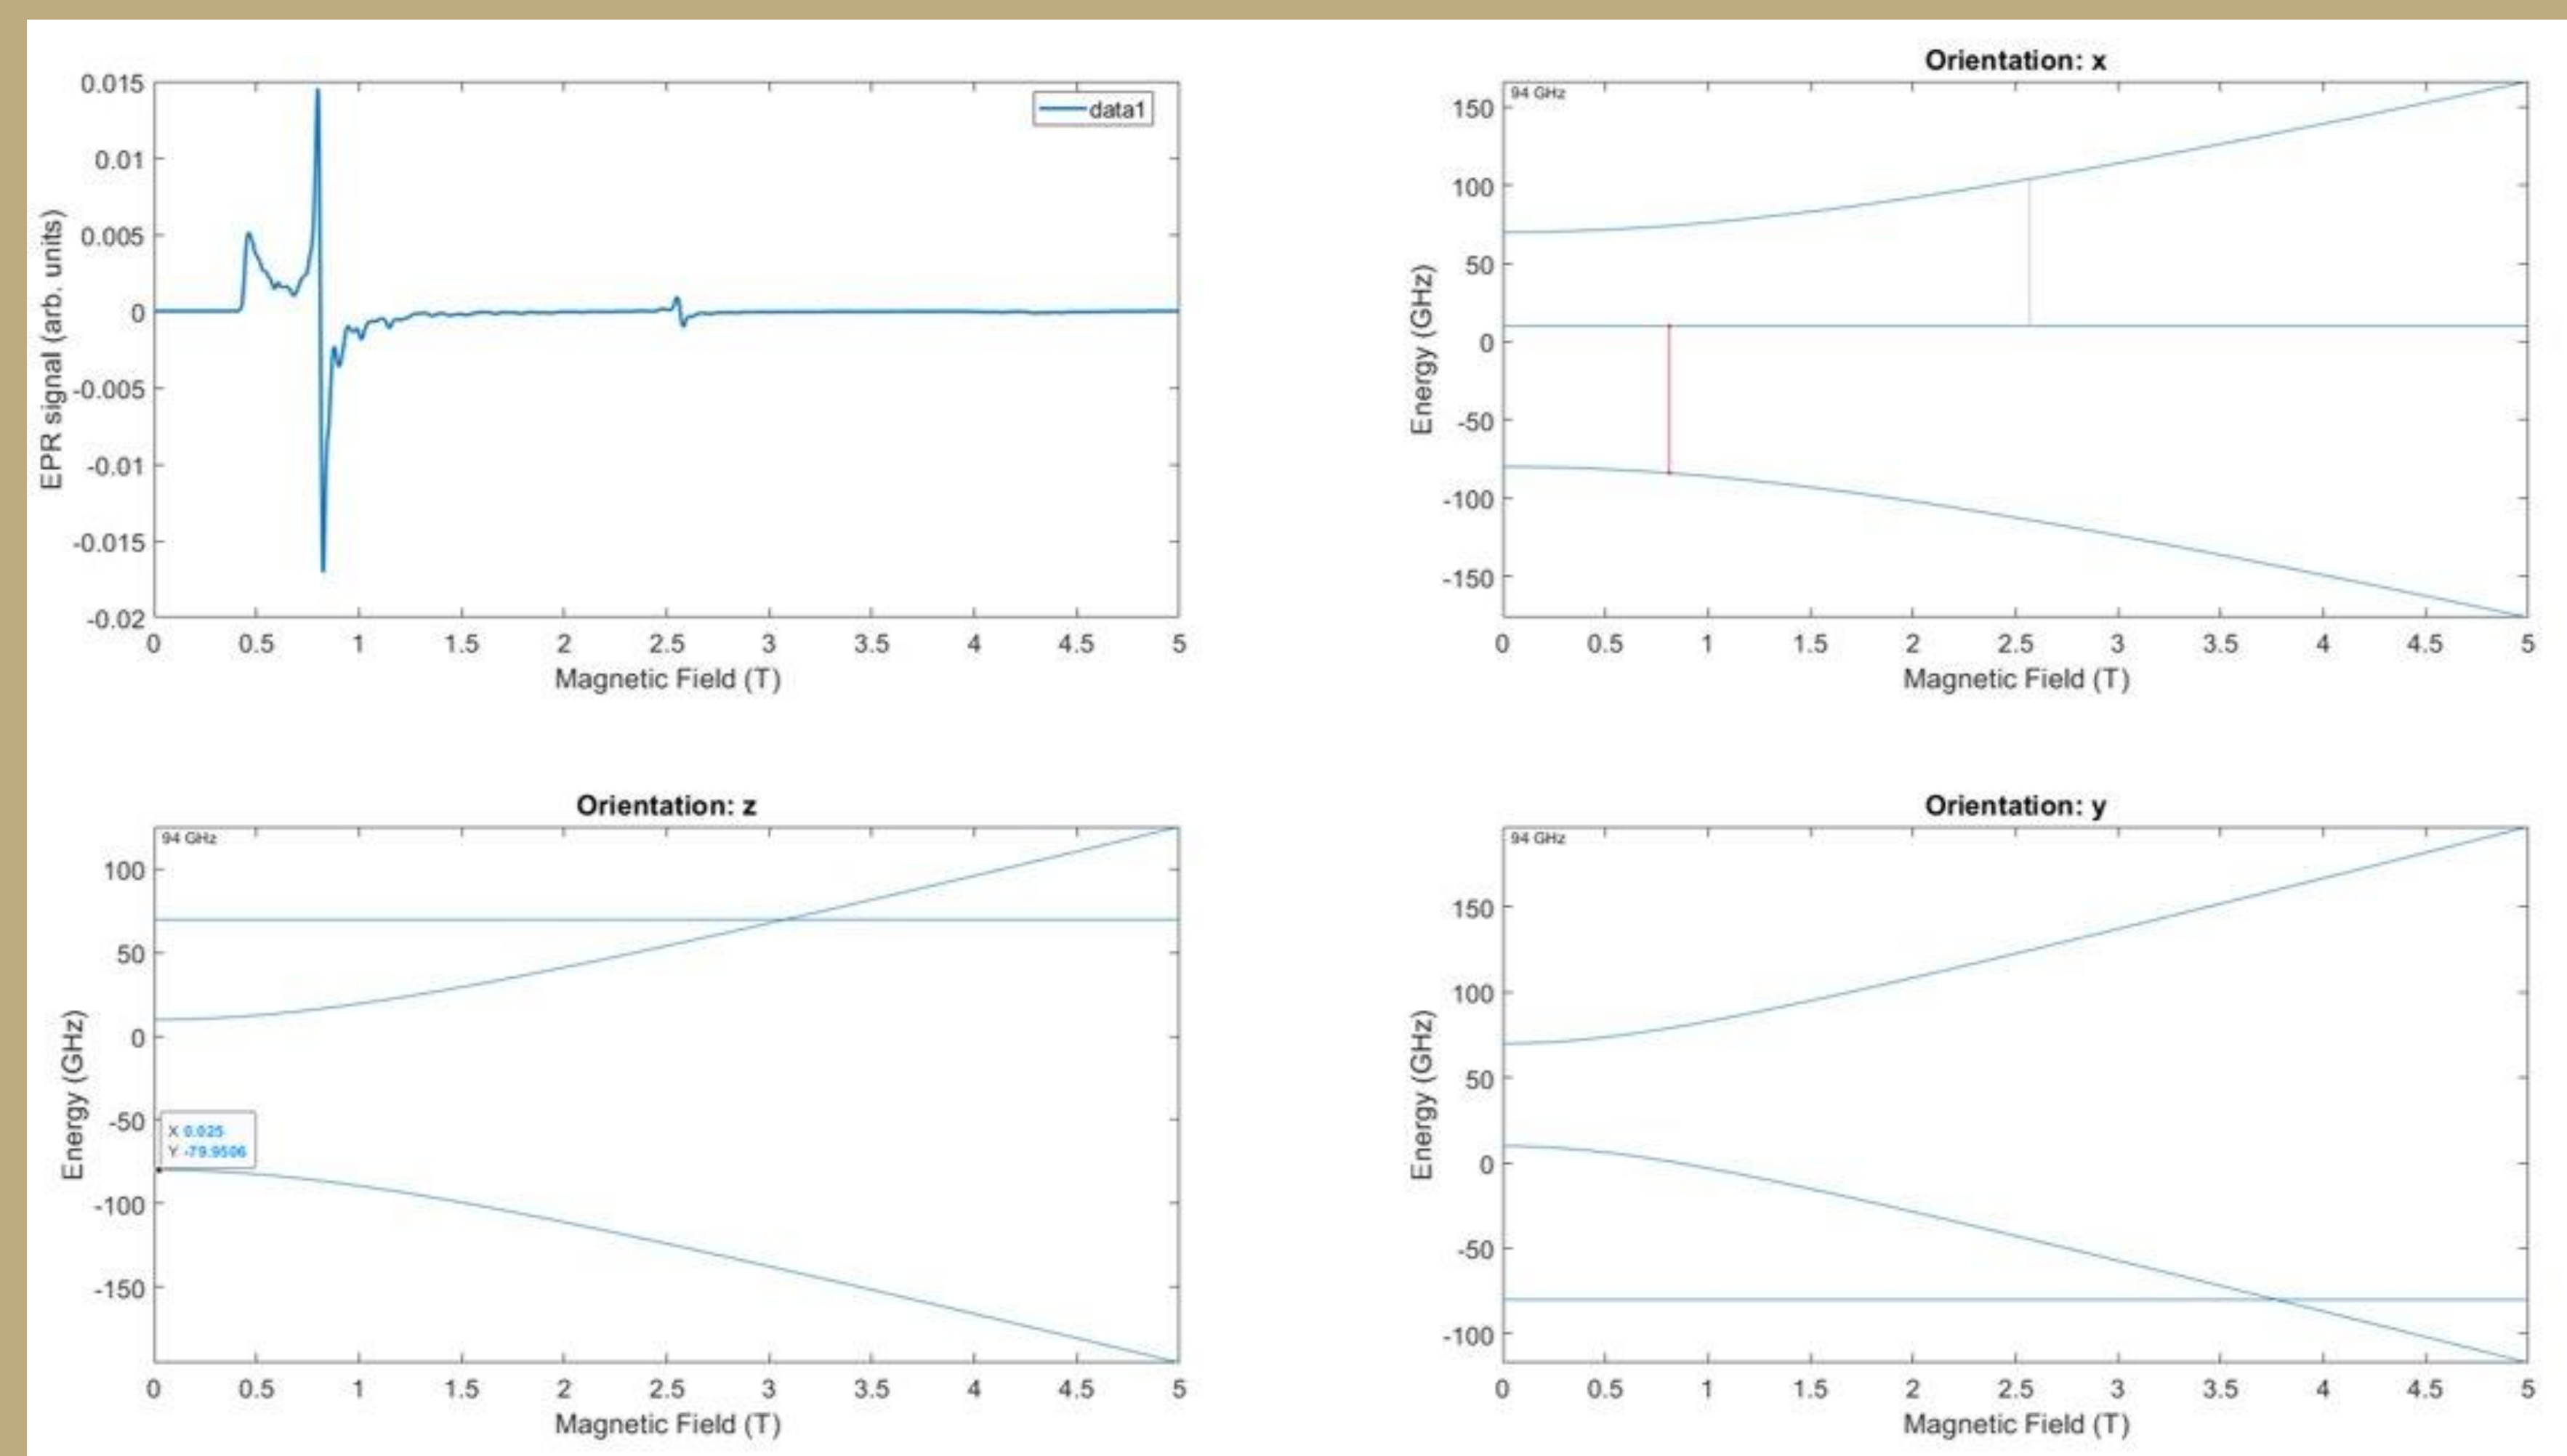 0.015
0.01
0.005
0
-0.005
-0.01
-0.015
-0.02
EPR signal (arb. units)
data1
0 0.5 1 1.5 2 2.5 3 3.5 4 4.5 5
Magnetic Field (T)
Orientation: x
94 GHz
150
100
50
0
-50
-100
-150
Energy (GHz)
0 0.5 1 1.5 2 2.5 3 3.5 4 4.5 5
Magnetic Field (T)
Orientation: z
94 GHz
100
50
0
-50
-100
-150
Energy (GHz)
X 0.025
Y -79.9506
0 0.5 1 1.5 2 2.5 3 3.5 4 4.5 5
Magnetic Field (T)
Orientation: y
94 GHz
150
100
50
0
-50
-100
Energy (GHz)
0 0.5 1 1.5 2 2.5 3 3.5 4 4.5 5
Magnetic Field (T)